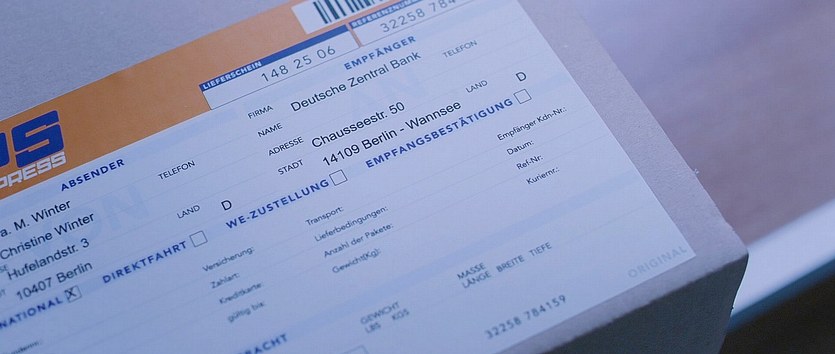 REFERENZNUMMER
32258 784
LIEFERSCHEIN
148 25 06
EMPFÄNGER
FIRMA Deutsche Zentral Bank TELEFON
NAME
ADRESSE Chausseestr. 50 LAND D
STADT 14109 Berlin - Wannsee
WE-ZUSTELLUNG EMPFANGSBESTÄTIGUNG
PRESS
ABSENDER
TELEFON
a. M. Winter
Christine Winter LAND D
Hufelandstr. 3
10407 Berlin
NATIONAL X DIREKTFAHRT
Versicherung:
Zahlart:
Kreditkarte:
gültig bis:
Transport:
Lieferbedingungen:
Anzahl der Pakete:
Gewicht(Kg):
Empfänger Kdn-Nr.:
Datum:
Ref-Nr:
Kuriernr.:
GEWICHT
LBS KGS
MASSE
LÄNGE BREITE TIEFE
32258 784159
ORIGINAL